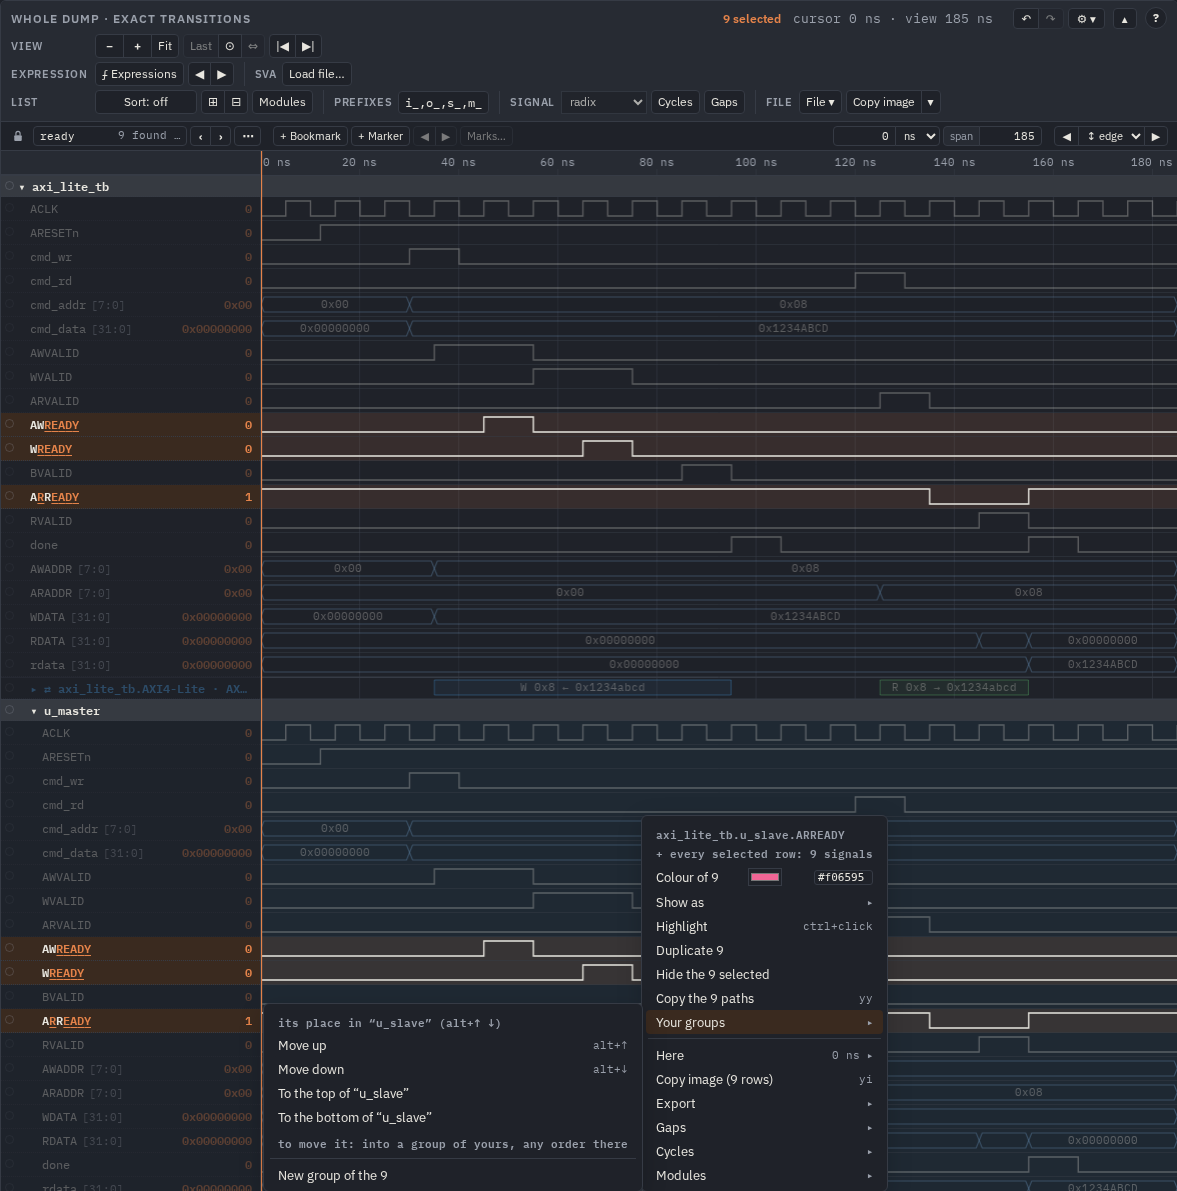 WHOLE DUMP · EXACT TRANSITIONS
9 selected cursor 0 ns · view 185 ns
VIEW − + Fit Last
EXPRESSION ⨍ Expressions ◀ ▶ SVA Load file…
LIST Sort: off ⊞ ⊟ Modules PREFIXES i_,o_,s_,m_ SIGNAL radix Cycles Gaps FILE File ▾ Copy image ▾
ready 9 found … ‹ › ⋯ + Bookmark + Marker ◀ ▶ Marks… 0 ns span 185 ◀ ↕ edge ▶
0 ns 20 ns 40 ns 60 ns 80 ns 100 ns 120 ns 140 ns 160 ns 180 ns
▾ axi_lite_tb
ACLK 0
ARESETn 0
cmd_wr 0
cmd_rd 0
cmd_addr [7:0] 0x00 0x00 0x08
cmd_data [31:0] 0x00000000 0x00000000 0x1234ABCD
AWVALID 0
WVALID 0
ARVALID 0
AWREADY 0
WREADY 0
BVALID 0
ARREADY 1
RVALID 0
done 0
AWADDR [7:0] 0x00 0x00 0x08
ARADDR [7:0] 0x00 0x00 0x08
WDATA [31:0] 0x00000000 0x00000000 0x1234ABCD
RDATA [31:0] 0x00000000 0x00000000 0x00000000
rdata [31:0] 0x00000000 0x00000000 0x1234ABCD
▸ ⇄ axi_lite_tb.AXI4-Lite · AX… W 0x8 ← 0x1234abcd R 0x8 → 0x1234abcd
▾ u_master
ACLK 0
ARESETn 0
cmd_wr 0
cmd_rd 0
cmd_addr [7:0] 0x00 0x00
cmd_data [31:0] 0x00000000 0x00000000
AWVALID 0
WVALID 0
ARVALID 0
AWREADY 0
WREADY 0
BVALID 0
ARREADY 1
RVALID 0
AWADDR [7:0] 0x00
ARADDR [7:0] 0x00 0x08
WDATA [31:0] 0x00000000
RDATA [31:0] 0x00000000 0x00000000
done 0
rdata [31:0] 0x00000000 0x1234ABCD
axi_lite_tb.u_slave.ARREADY
+ every selected row: 9 signals
Colour of 9 #f06595
Show as ▸
Highlight ctrl+click
Duplicate 9
Hide the 9 selected
Copy the 9 paths yy
Your groups ▸
Here 0 ns ▸
Copy image (9 rows) yi
Export ▸
Gaps ▸
Cycles ▸
Modules ▸
its place in “u_slave” (alt+↑ ↓)
Move up alt+↑
Move down alt+↓
To the top of “u_slave”
To the bottom of “u_slave”
to move it: into a group of yours, any order there
New group of the 9